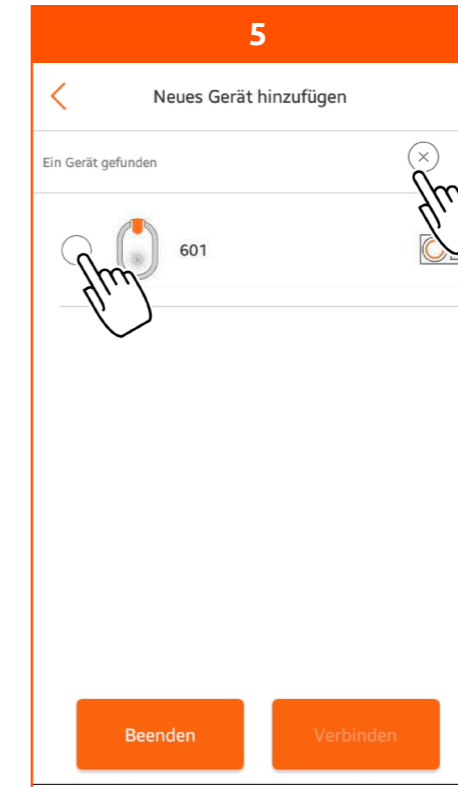 5
Neues Gerät hinzufügen
Ein Gerät gefunden
601
Beenden
Verbinden